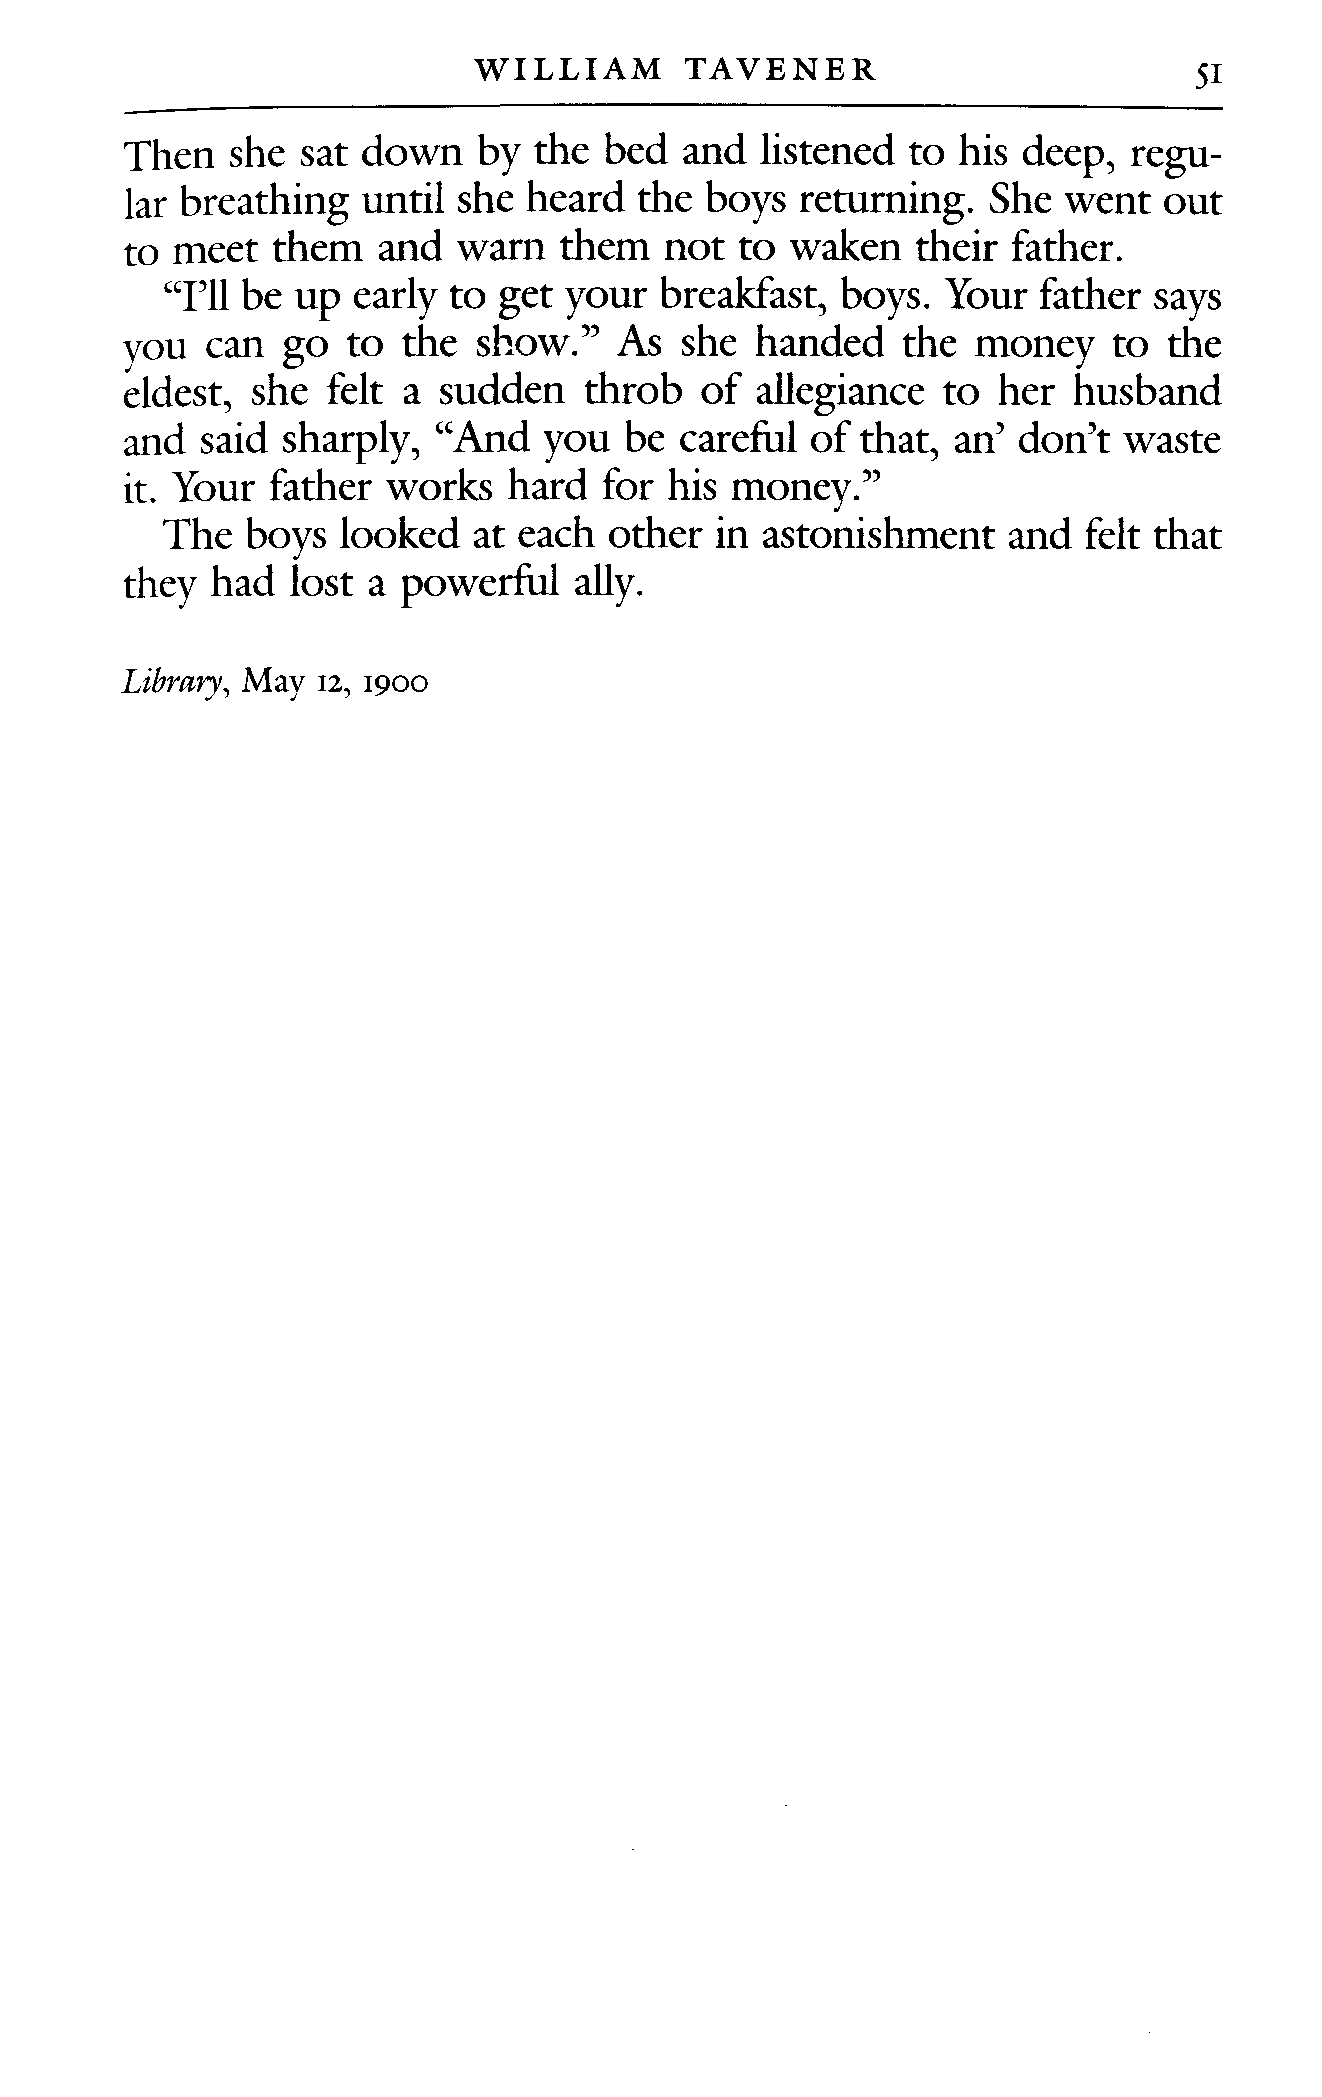 WILLIAM TAVENER 51
Then she sat down by the bed and listened to his deep, regu-
lar breathing until she heard the boys returning. She went out
to meet them and warn them not to waken their father.
“I’ll be up early to get your breakfast, boys. Your father says
you can go to the show.” As she handed the money to the
eldest, she felt a sudden throb of allegiance to her husband
and said sharply, “And you be careful of that, an’ don’t waste
it. Your father works hard for his money.”
The boys looked at each other in astonishment and felt that
they had lost a powerful ally.
Library, May 12, 1900